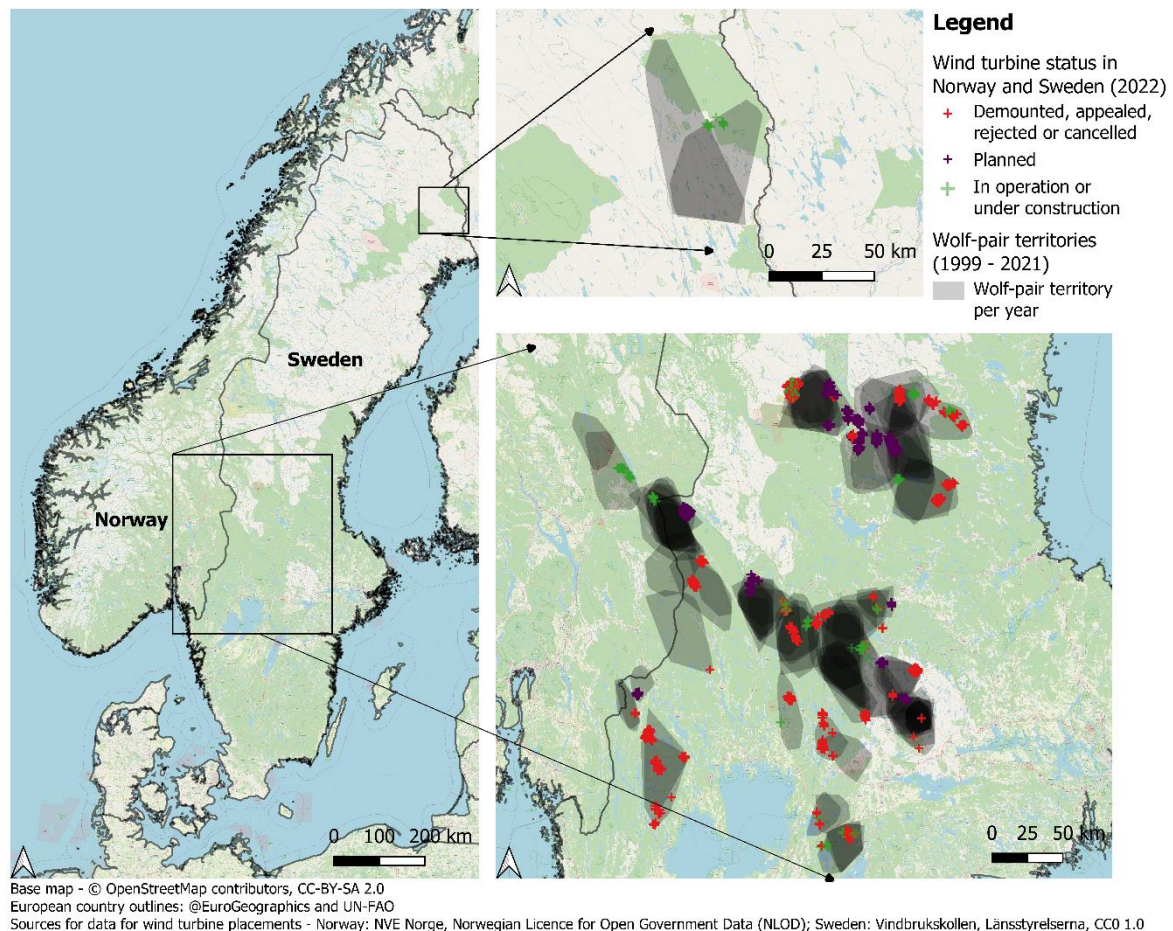 Legend
Wind turbine status in
Norway and Sweden (2022)
Demounted, appealed,
rejected or cancelled
Planned
In operation or
under construction
Wolf-pair territories
(1999 - 2021)
Wolf-pair territory
per year
0 25 50 km
Sweden
Norway
0 100 200 km
0 25 50 km
Base map - © OpenStreetMap contributors, CC-BY-SA 2.0
European country outlines: @EuroGeographics and UN-FAO
Sources for data for wind turbine placements - Norway: NVE Norge, Norwegian Licence for Open Government Data (NLOD); Sweden: Vindbrukskollen, Länsstyrelserna, CC0 1.0